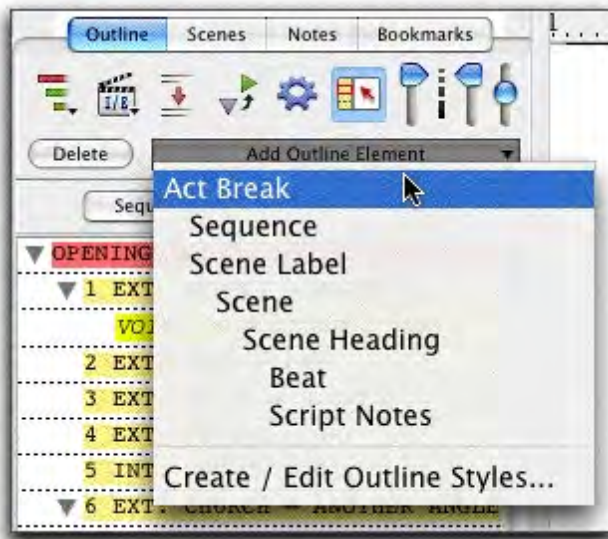 Outline Scenes Notes Bookmarks
I/E
Delete Add Outline Element
Act Break
Sequence
Scene Label
Scene
Scene Heading
Beat
Script Notes
Create / Edit Outline Styles...
OPENING
1 EXT
2 EXT
3 EXT
4 EXT
5 INT
6 EXT. CHURCH - ANOTHER ANGLE